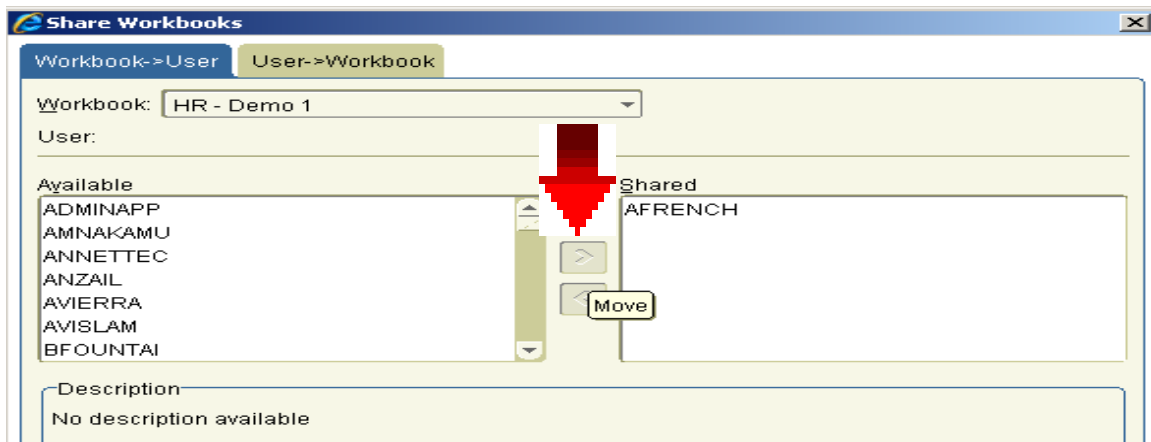 Share Workbooks
Workbook->User
User->Workbook
Workbook: HR - Demo 1
User:
Available
Shared
ADMINAPP
AMNAKAMU
ANNETTEC
ANZAIL
AVIERRA
AVISLAM
BFOUNTAI
AFRENCH
Move
Description
No description available